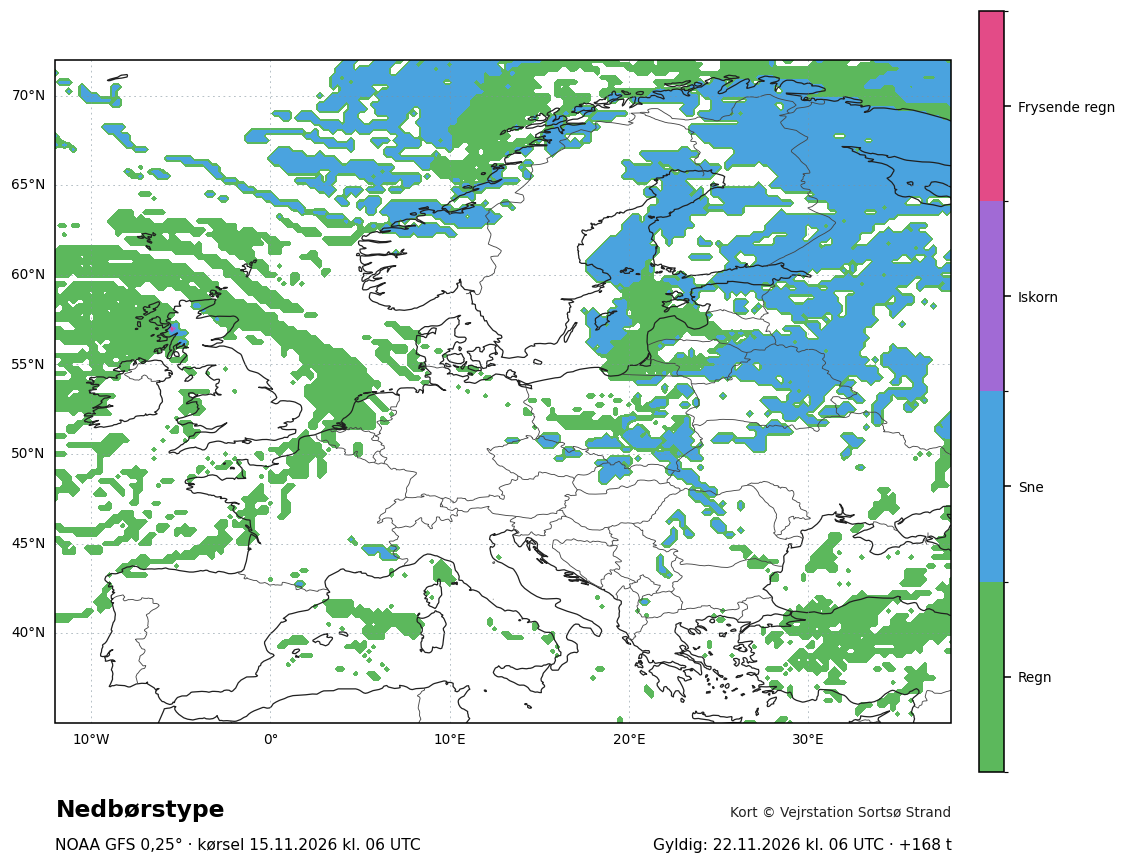 70°N
65°N
60°N
55°N
50°N
45°N
40°N
10°W
0°
10°E
20°E
30°E
Frysende regn
Iskorn
Sne
Regn
Nedbørstype
Kort © Vejrstation Sortsø Strand
NOAA GFS 0,25° · kørsel 15.11.2026 kl. 06 UTC
Gyldig: 22.11.2026 kl. 06 UTC · +168 t